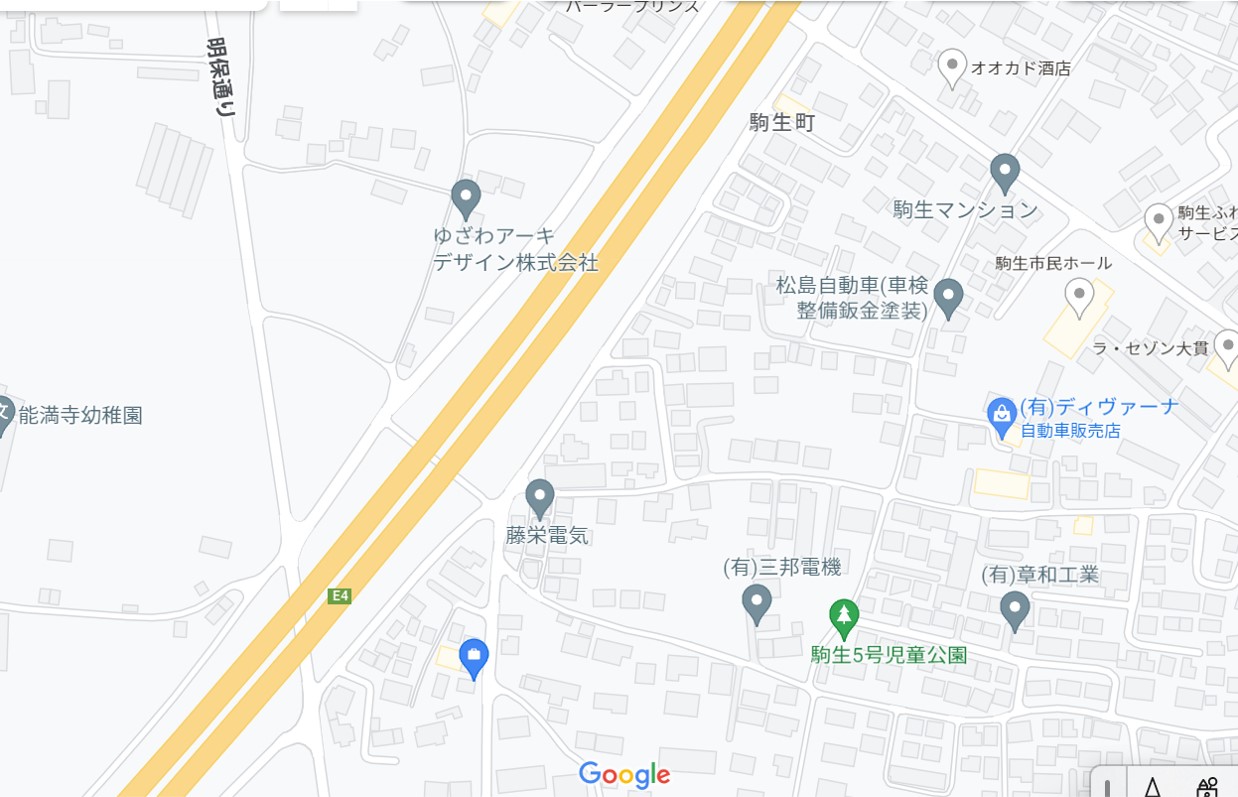 パーラープリンス
明保通り
オオカド酒店
駒生町
駒生マンション
ゆざわアーキ
デザイン株式会社
駒生ふれ
サービス
駒生市民ホール
松島自動車(車検
整備鈑金塗装)
ラ・セゾン大貫
文
能満寺幼稚園
(有)ディヴァーナ
自動車販売店
藤栄電気
(有)三邦電機
(有)章和工業
E4
駒生5号児童公園
Google